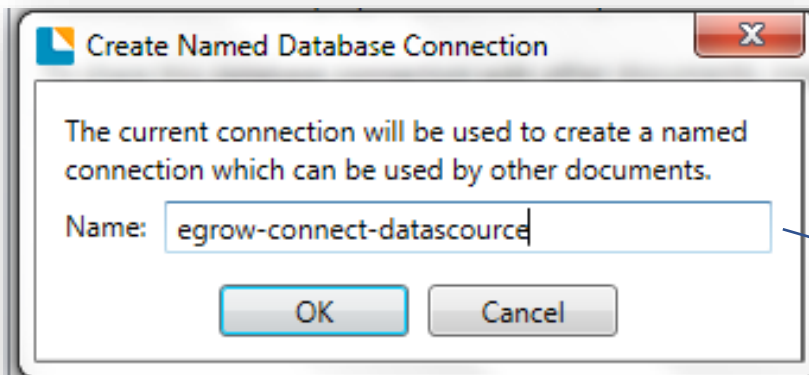 Create Named Database Connection
The current connection will be used to create a named
connection which can be used by other documents.
Name: egrow-connect-datascource
OK Cancel